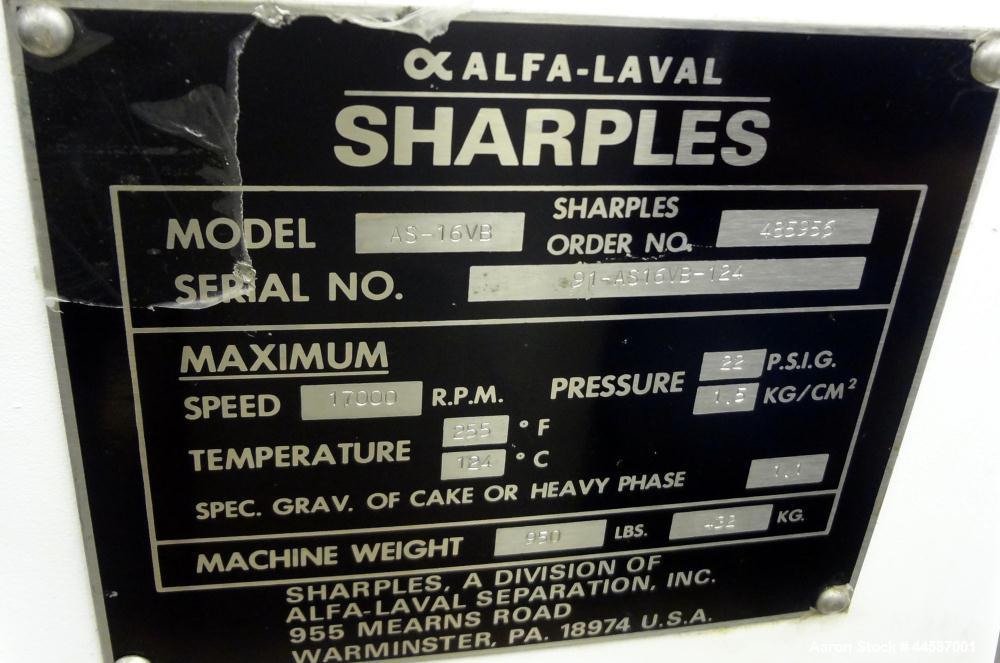 α ALFA-LAVAL
SHARPLES
MODEL AS-16VB
SHARPLES
ORDER NO. 485956
SERIAL NO. 91-AS16VB-124
MAXIMUM
SPEED 17000 R.P.M.
PRESSURE 22 P.S.I.G.
1.5 KG/CM²
TEMPERATURE 255 °F
124 °C
SPEC. GRAV. OF CAKE OR HEAVY PHASE 1.1
MACHINE WEIGHT 950 LBS. 432 KG.
SHARPLES, A DIVISION OF
ALFA-LAVAL SEPARATION, INC.
955 MEARNS ROAD
WARMINSTER, PA. 18974 U.S.A.
Aaron Stock # 44587001